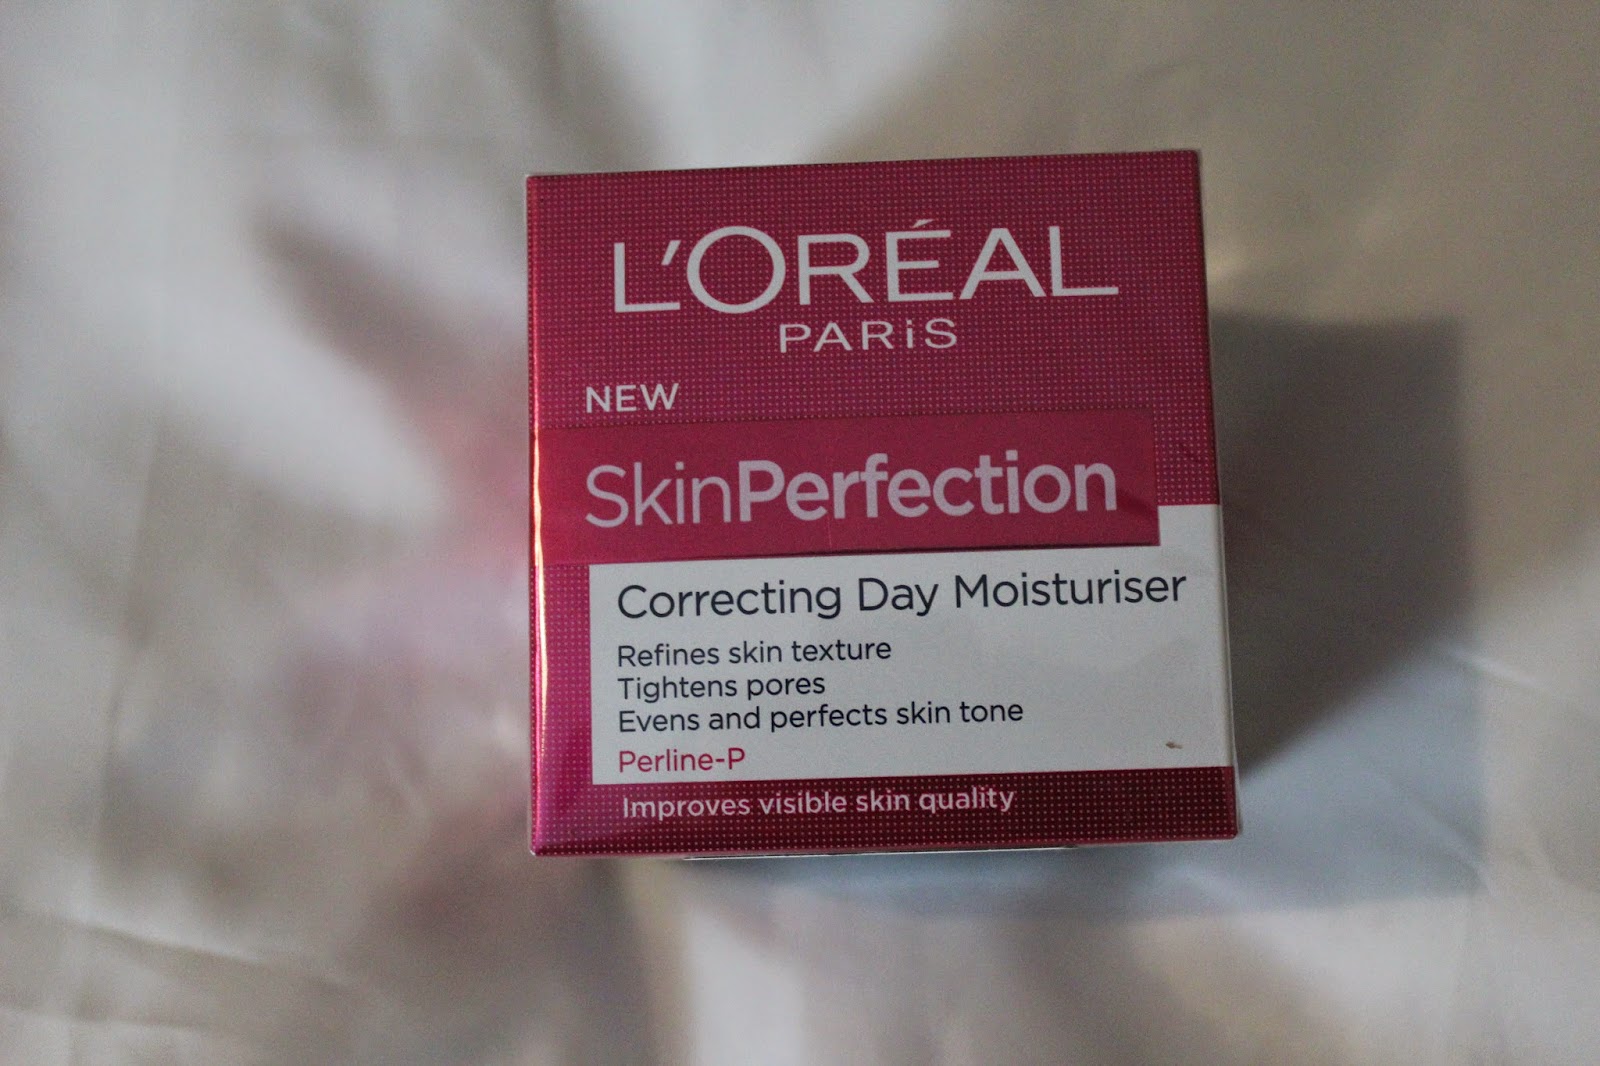 L'ORÉAL
PARiS
NEW
SkinPerfection
Correcting Day Moisturiser
Refines skin texture
Tightens pores
Evens and perfects skin tone
Perline-P
Improves visible skin quality